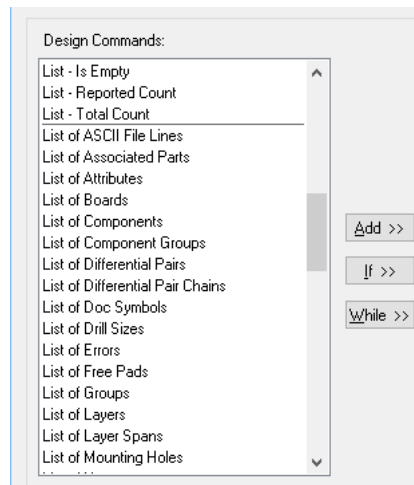 Design Commands:
List - Is Empty
List - Reported Count
List - Total Count
List of ASCII File Lines
List of Associated Parts
List of Attributes
List of Boards
List of Components
List of Component Groups
List of Differential Pairs
List of Differential Pair Chains
List of Doc Symbols
List of Drill Sizes
List of Errors
List of Free Pads
List of Groups
List of Layers
List of Layer Spans
List of Mounting Holes
Add >>
If >>
While >>